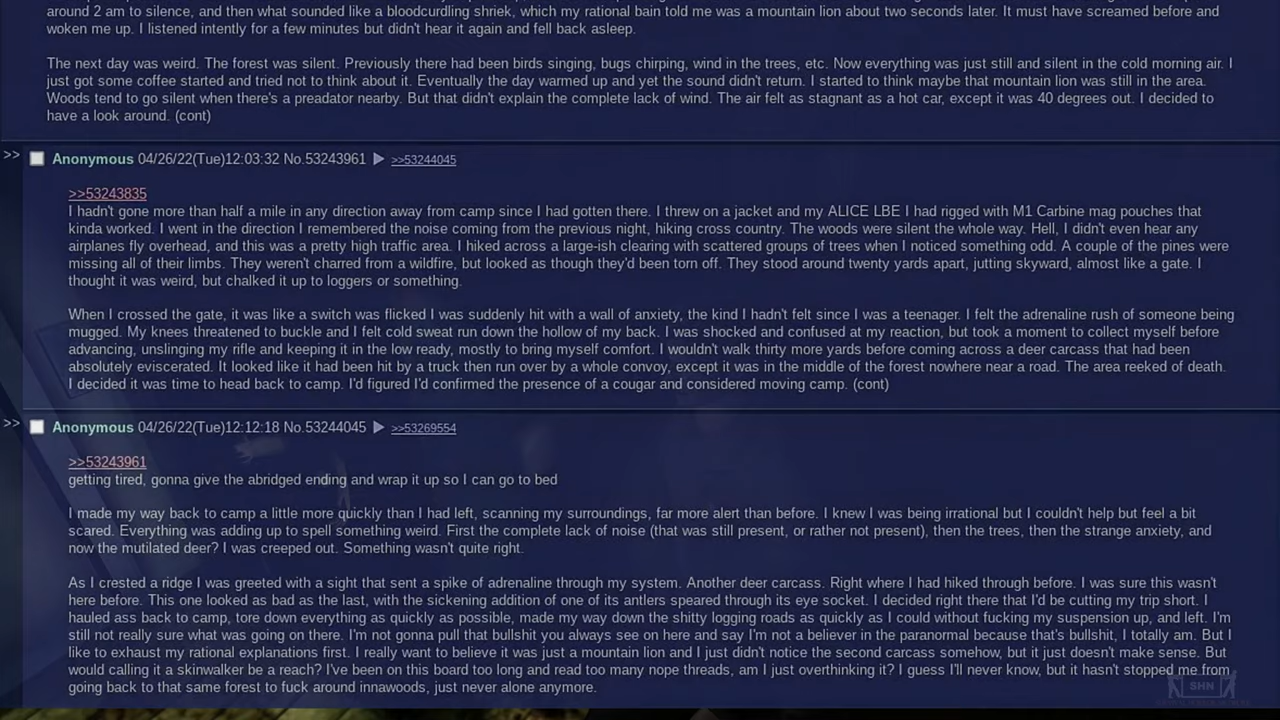 around 2 am to silence, and then what sounded like a bloodcurdling shriek, which my rational bain told me was a mountain lion about two seconds later. It must have screamed before and
woken me up. I listened intently for a few minutes but didn't hear it again and fell back asleep.
The next day was weird. The forest was silent. Previously there had been birds singing, bugs chirping, wind in the trees, etc. Now everything was just still and silent in the cold morning air. I
just got some coffee started and tried not to think about it. Eventually the day warmed up and yet the sound didn't return. I started to think maybe that mountain lion was still in the area.
Woods tend to go silent when there's a preadator nearby. But that didn't explain the complete lack of wind. The air felt as stagnant as a hot car, except it was 40 degrees out. I decided to
have a look around. (cont)
>> Anonymous 04/26/22(Tue)12:03:32 No.53243961 ▶ >>53244045
>>53243835
I hadn't gone more than half a mile in any direction away from camp since I had gotten there. I threw on a jacket and my ALICE LBE I had rigged with M1 Carbine mag pouches that
kinda worked. I went in the direction I remembered the noise coming from the previous night, hiking cross country. The woods were silent the whole way. Hell, I didn't even hear any
airplanes fly overhead, and this was a pretty high traffic area. I hiked across a large-ish clearing with scattered groups of trees when I noticed something odd. A couple of the pines were
missing all of their limbs. They weren't charred from a wildfire, but looked as though they'd been torn off. They stood around twenty yards apart, jutting skyward, almost like a gate. I
thought it was weird, but chalked it up to loggers or something.
When I crossed the gate, it was like a switch was flicked I was suddenly hit with a wall of anxiety, the kind I hadn't felt since I was a teenager. I felt the adrenaline rush of someone being
mugged. My knees threatened to buckle and I felt cold sweat run down the hollow of my back. I was shocked and confused at my reaction, but took a moment to collect myself before
advancing, unslinging my rifle and keeping it in the low ready, mostly to bring myself comfort. I wouldn't walk thirty more yards before coming across a deer carcass that had been
absolutely eviscerated. It looked like it had been hit by a truck then run over by a whole convoy, except it was in the middle of the forest nowhere near a road. The area reeked of death.
I decided it was time to head back to camp. I'd figured I'd confirmed the presence of a cougar and considered moving camp. (cont)
>> Anonymous 04/26/22(Tue)12:12:18 No.53244045 ▶ >>53269554
>>53243961
getting tired, gonna give the abridged ending and wrap it up so I can go to bed
I made my way back to camp a little more quickly than I had left, scanning my surroundings, far more alert than before. I knew I was being irrational but I couldn't help but feel a bit
scared. Everything was adding up to spell something weird. First the complete lack of noise (that was still present, or rather not present), then the trees, then the strange anxiety, and
now the mutilated deer? I was creeped out. Something wasn't quite right.
As I crested a ridge I was greeted with a sight that sent a spike of adrenaline through my system. Another deer carcass. Right where I had hiked through before. I was sure this wasn't
here before. This one looked as bad as the last, with the sickening addition of one of its antlers speared through its eye socket. I decided right there that I'd be cutting my trip short. I
hauled ass back to camp, tore down everything as quickly as possible, made my way down the shitty logging roads as quickly as I could without fucking my suspension up, and left. I'm
still not really sure what was going on there. I'm not gonna pull that bullshit you always see on here and say I'm not a believer in the paranormal because that's bullshit, I totally am. But I
like to exhaust my rational explanations first. I really want to believe it was just a mountain lion and I just didn't notice the second carcass somehow, but it just doesn't make sense. But
would calling it a skinwalker be a reach? I've been on this board too long and read too many nope threads, am I just overthinking it? I guess I'll never know, but it hasn't stopped me from
going back to that same forest to fuck around innawoods, just never alone anymore.
SHN